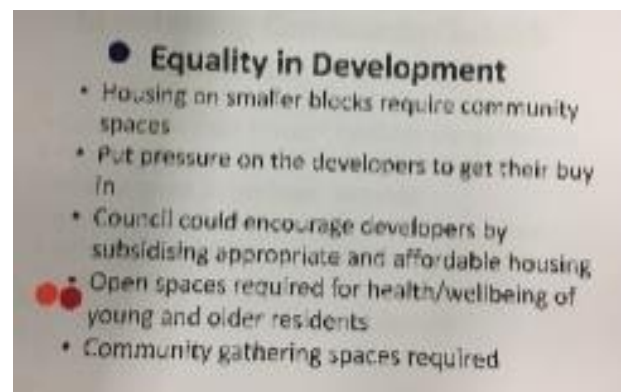 Equality in Development
• Housing on smaller blocks require community
spaces
• Put pressure on the developers to get their buy
in
• Council could encourage developers by
subsidising appropriate and affordable housing
• Open spaces required for health/wellbeing of
young and older residents
• Community gathering spaces required